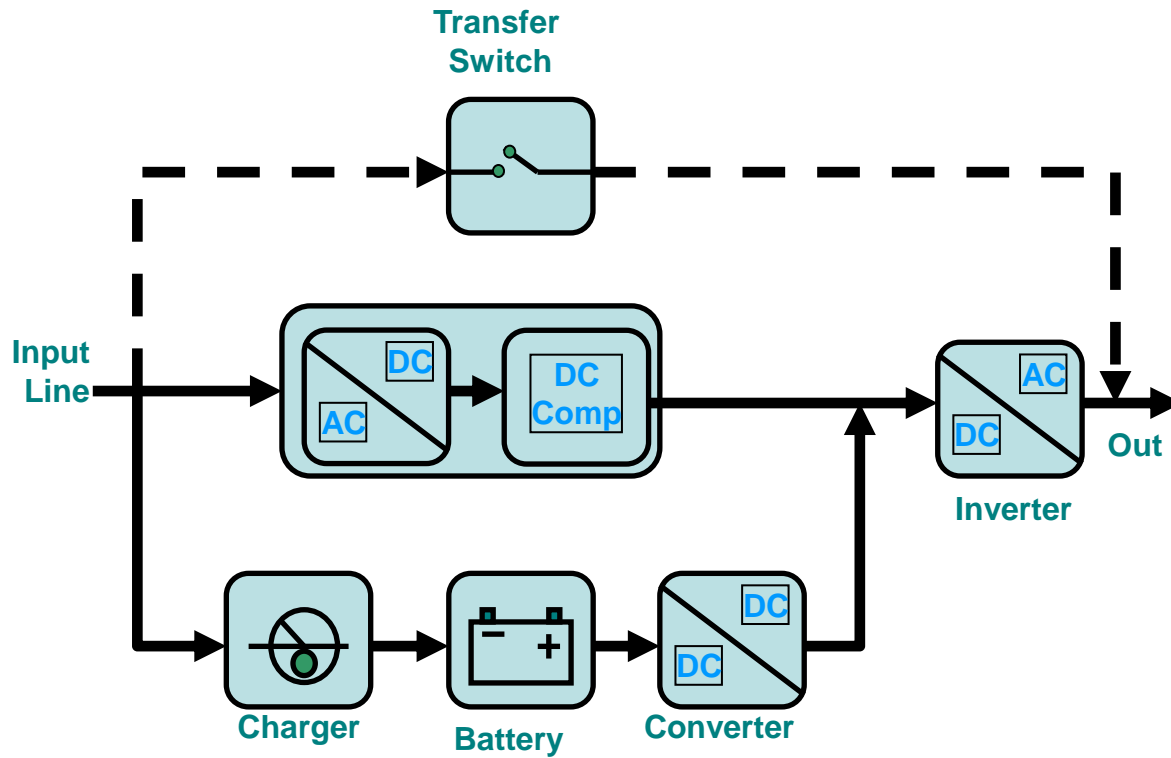 Transfer
Switch
Input
Line
DC
AC
DC
Comp
AC
DC
Out
Inverter
DC
DC
Charger
Battery
Converter